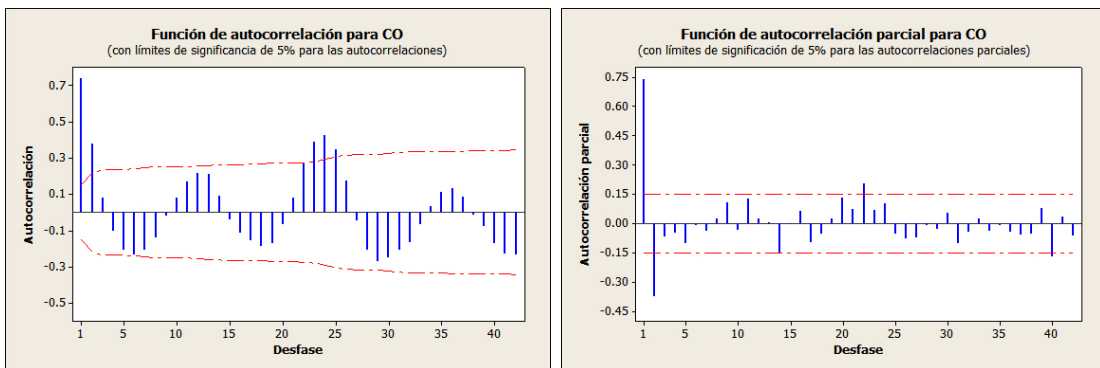 Función de autocorrelación para CO
(con límites de significancia de 5% para las autocorrelaciones)
Autocorrelación
0.7
0.5
0.3
0.1
-0.1
-0.3
-0.5
1 5 10 15 20 25 30 35 40
Desfase
Función de autocorrelación parcial para CO
(con límites de significación de 5% para las autocorrelaciones parciales)
Autocorrelación parcial
0.75
0.60
0.45
0.30
0.15
0.00
-0.15
-0.30
-0.45
1 5 10 15 20 25 30 35 40
Desfase